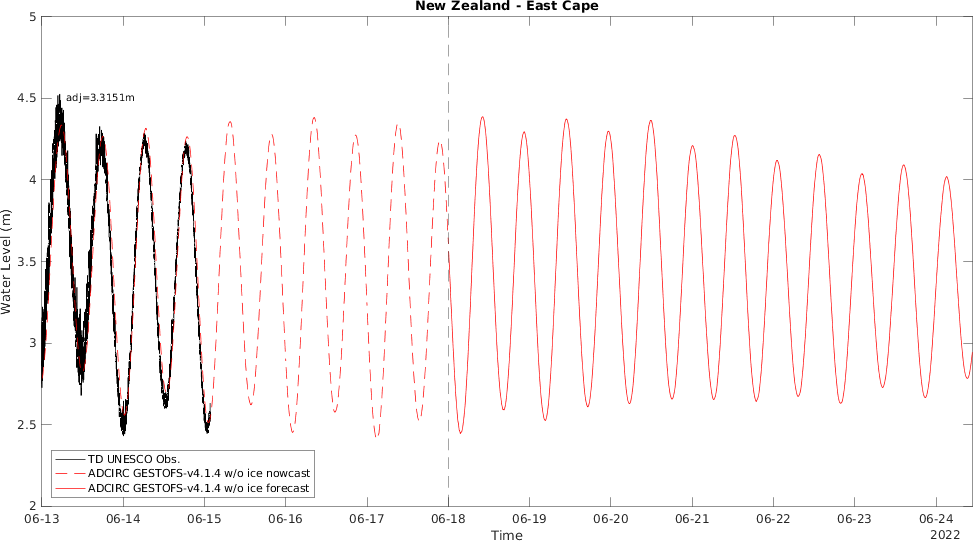 New Zealand - East Cape
5
4.5
4
3.5
3
2.5
2
Water Level (m)
adj=3.3151m
TD UNESCO Obs.
ADCIRC GESTOFS-v4.1.4 w/o ice nowcast
ADCIRC GESTOFS-v4.1.4 w/o ice forecast
06-13 06-14 06-15 06-16 06-17 06-18 06-19 06-20 06-21 06-22 06-23 06-24
Time
2022